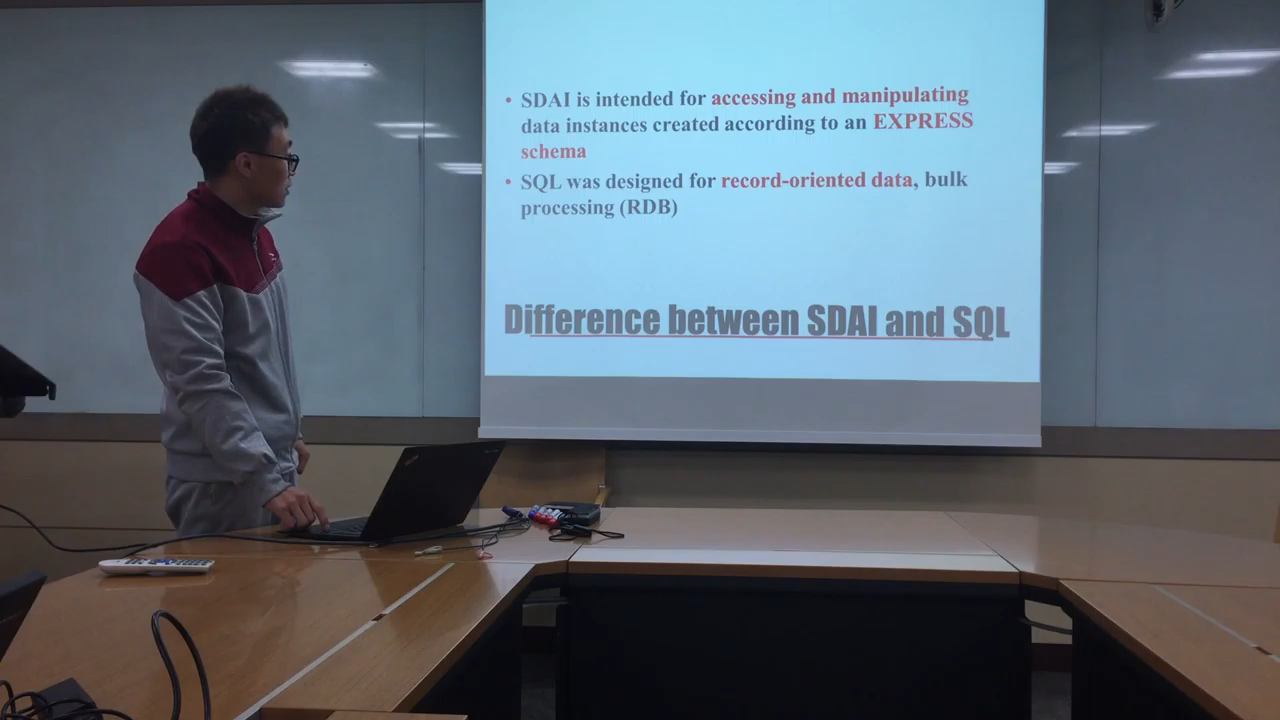 • SDAI is intended for accessing and manipulating
data instances created according to an EXPRESS
schema
• SQL was designed for record-oriented data, bulk
processing (RDB)
Difference between SDAI and SQL